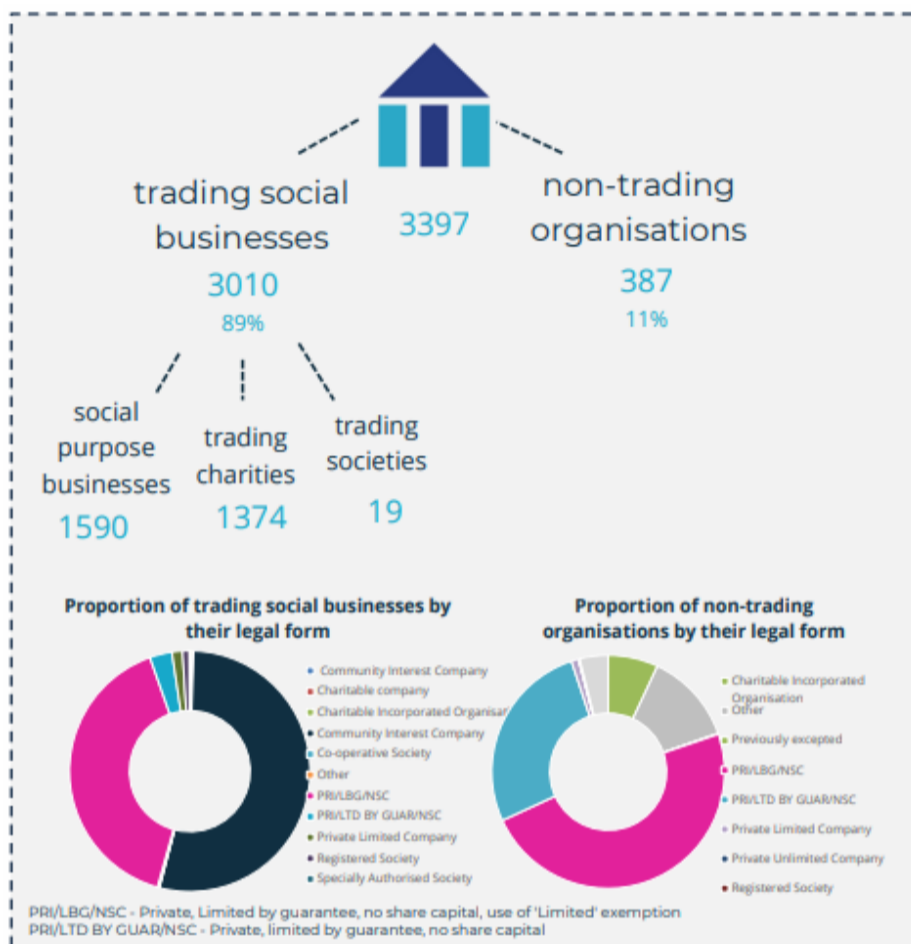 trading social
businesses
3010
89%
3397
non-trading
organisations
387
11%
social
purpose
businesses
1590
trading
charities
1374
trading
societies
19
Proportion of trading social businesses by
their legal form
Community Interest Company
Charitable company
Charitable Incorporated Organisat
Community Interest Company
Co-operative Society
Other
PRI/LBG/NSC
PRI/LTD BY GUAR/NSC
Private Limited Company
Registered Society
Specially Authorised Society
Proportion of non-trading
organisations by their legal form
Charitable Incorporated
Organisation
Other
Previously excepted
PRI/LBG/NSC
PRI/LTD BY GUAR/NSC
Private Limited Company
Private Unlimited Company
Registered Society
PRI/LBG/NSC - Private, Limited by guarantee, no share capital, use of 'Limited' exemption
PRI/LTD BY GUAR/NSC - Private, limited by guarantee, no share capital